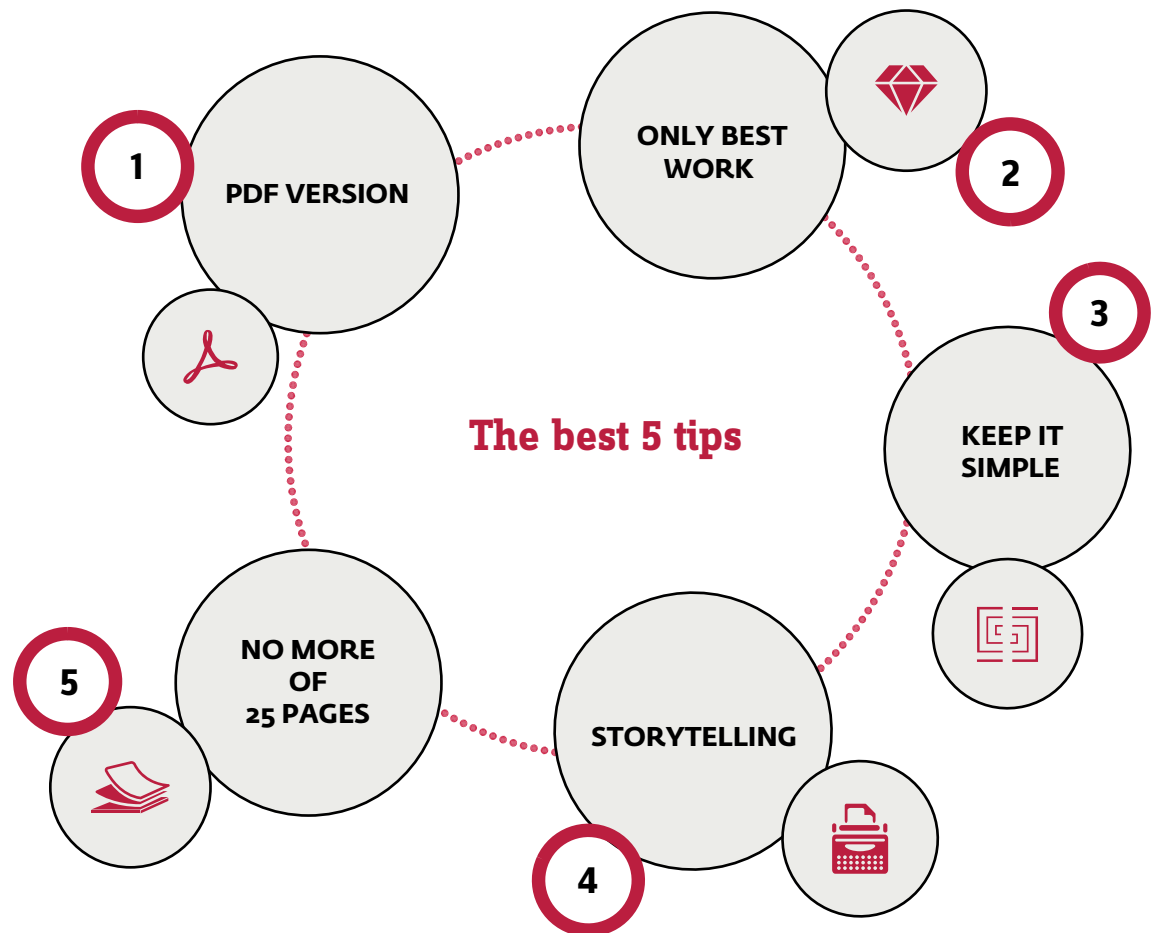 The best 5 tips
1
PDF VERSION
2
ONLY BEST
WORK
3
KEEP IT
SIMPLE
4
STORYTELLING
5
NO MORE
OF
25 PAGES